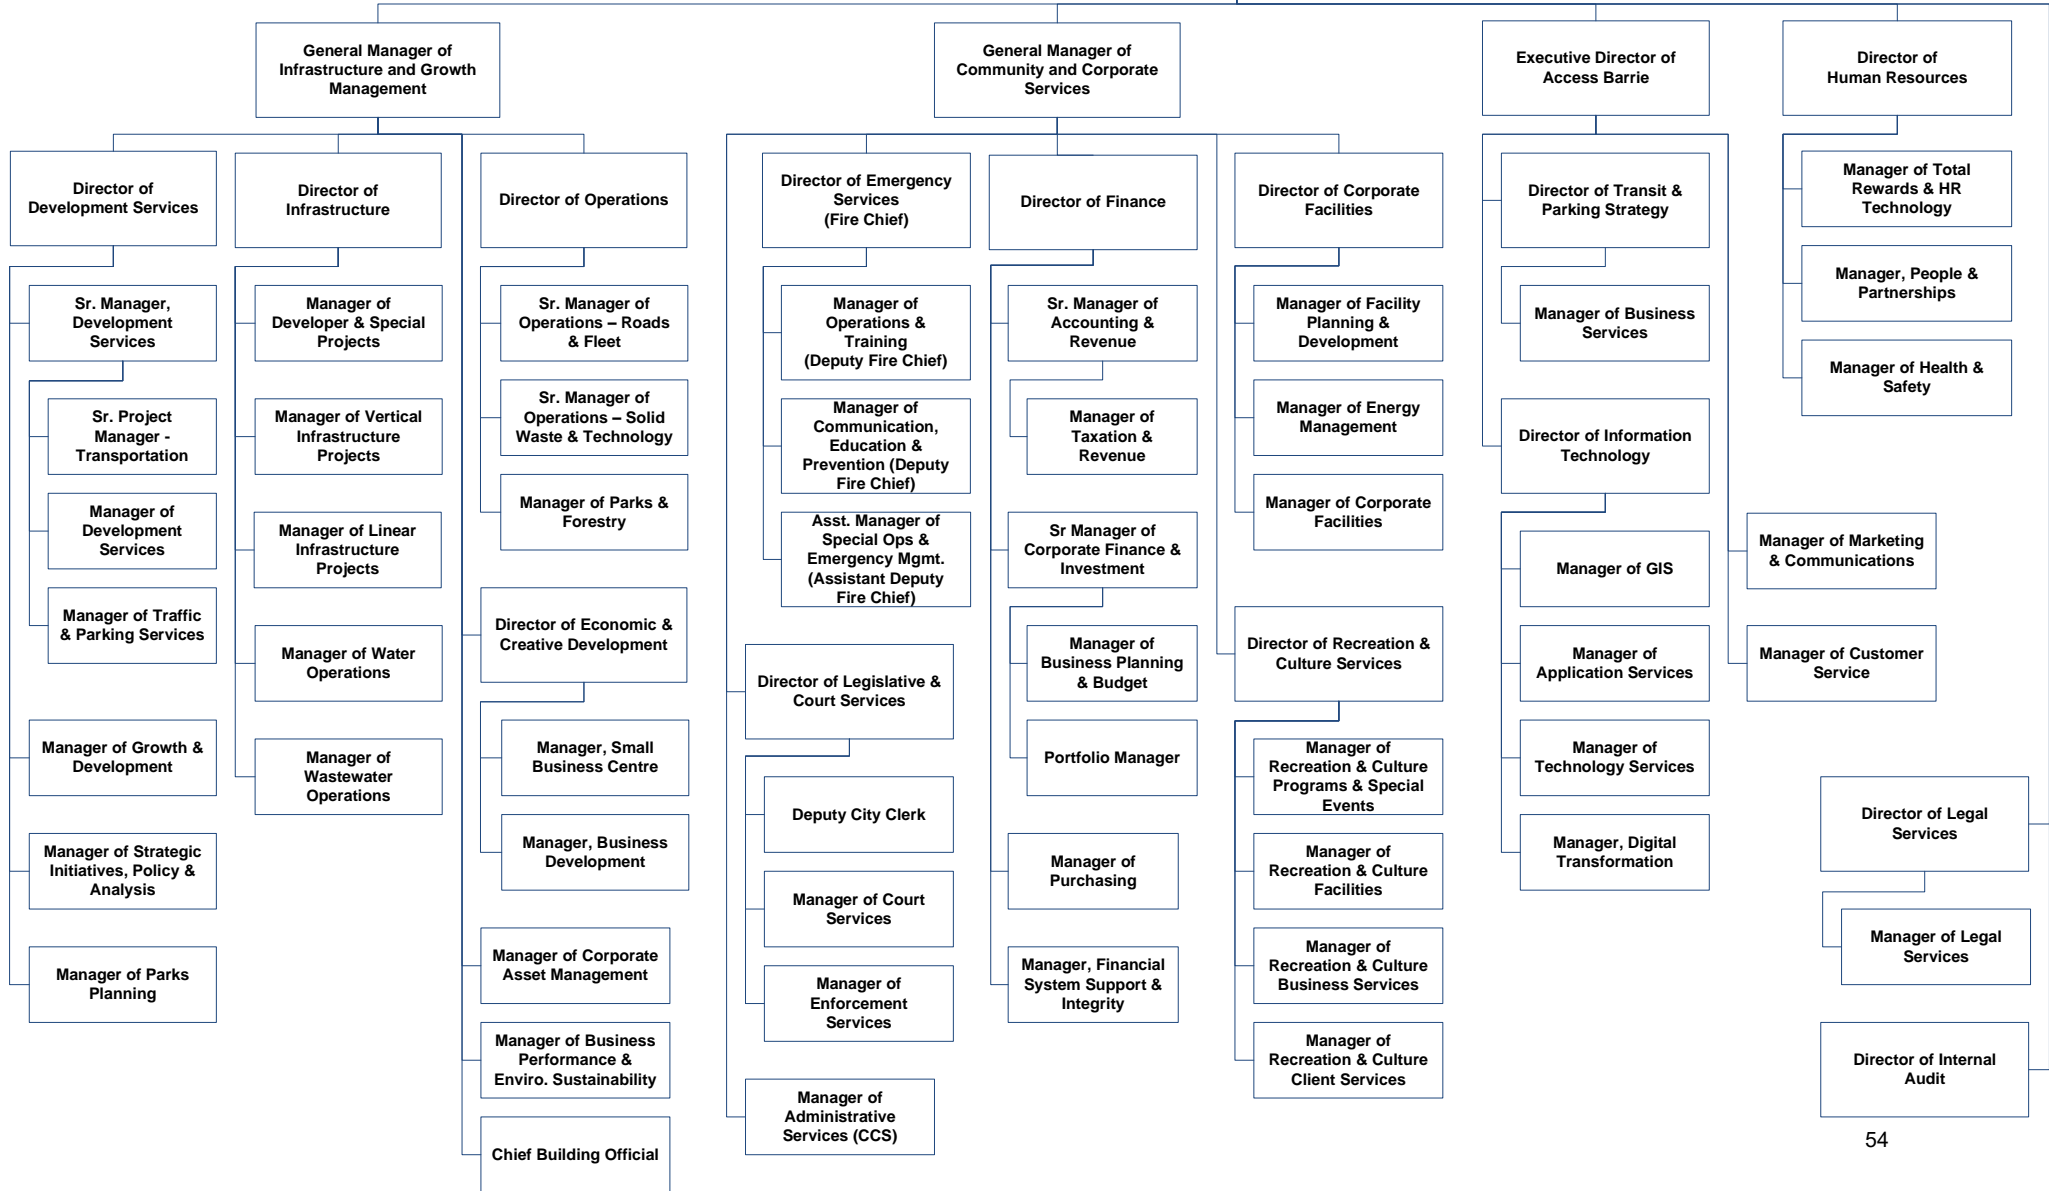 General Manager of
Infrastructure and Growth
Management
General Manager of
Community and Corporate
Services
Executive Director of
Access Barrie
Director of
Human Resources
Director of
Development Services
Director of
Infrastructure
Director of Operations
Director of Emergency
Services
(Fire Chief)
Director of Finance
Director of Corporate
Facilities
Director of Transit &
Parking Strategy
Manager of Total
Rewards & HR
Technology
Manager, People &
Partnerships
Manager of Health &
Safety
Sr. Manager,
Development
Services
Sr. Project
Manager -
Transportation
Manager of
Development
Services
Manager of Traffic
& Parking Services
Manager of Growth &
Development
Manager of Strategic
Initiatives, Policy &
Analysis
Manager of Parks
Planning
Manager of
Developer & Special
Projects
Manager of Vertical
Infrastructure
Projects
Manager of Linear
Infrastructure
Projects
Manager of Water
Operations
Manager of
Wastewater
Operations
Sr. Manager of
Operations – Roads
& Fleet
Sr. Manager of
Operations – Solid
Waste & Technology
Manager of Parks &
Forestry
Director of Economic &
Creative Development
Manager, Small
Business Centre
Manager, Business
Development
Manager of Corporate
Asset Management
Manager of Business
Performance &
Enviro. Sustainability
Chief Building Official
Manager of
Operations &
Training
(Deputy Fire Chief)
Manager of
Communication,
Education &
Prevention (Deputy
Fire Chief)
Asst. Manager of
Special Ops &
Emergency Mgmt.
(Assistant Deputy
Fire Chief)
Director of Legislative &
Court Services
Deputy City Clerk
Manager of Court
Services
Manager of
Enforcement
Services
Manager of
Administrative
Services (CCS)
Sr. Manager of
Accounting &
Revenue
Manager of
Taxation &
Revenue
Sr Manager of
Corporate Finance &
Investment
Manager of
Business Planning
& Budget
Portfolio Manager
Manager of
Purchasing
Manager, Financial
System Support &
Integrity
Manager of Facility
Planning &
Development
Manager of Energy
Management
Manager of Corporate
Facilities
Director of Recreation &
Culture Services
Manager of
Recreation & Culture
Programs & Special
Events
Manager of
Recreation & Culture
Facilities
Manager of
Recreation & Culture
Business Services
Manager of
Recreation & Culture
Client Services
Manager of Business
Services
Director of Information
Technology
Manager of GIS
Manager of
Application Services
Manager of
Technology Services
Manager, Digital
Transformation
Manager of Marketing
& Communications
Manager of Customer
Service
Director of Legal
Services
Manager of Legal
Services
Director of Internal
Audit
54